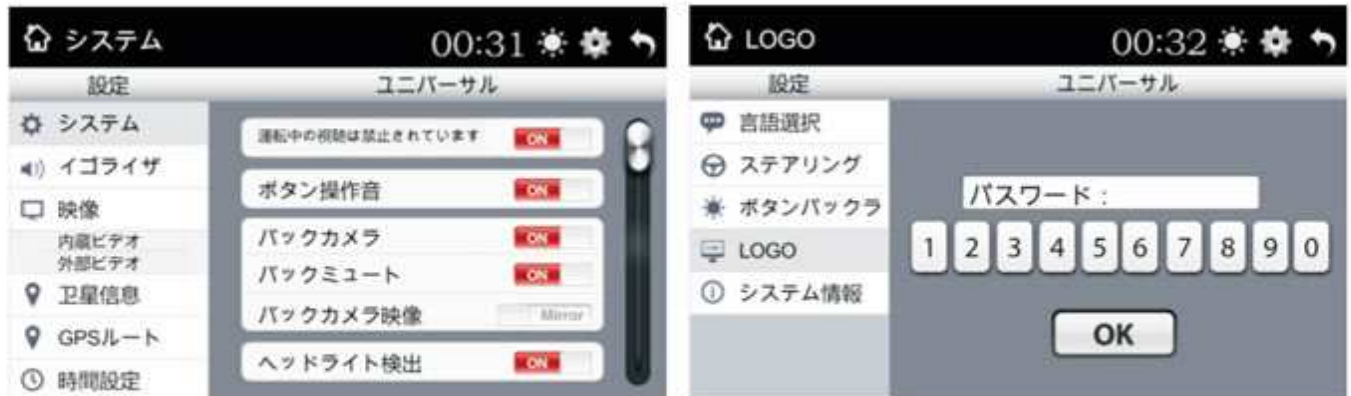 システム
00:31
設定
ユニバーサル
システム
イコライザ
映像
内蔵ビデオ
外部ビデオ
卫星信息
GPSルート
時間設定
運転中の視聴は禁止されています
ON
ボタン操作音
ON
バックカメラ
ON
バックミュート
ON
バックカメラ映像
Mirror
ヘッドライト検出
ON
LOGO
00:32
設定
ユニバーサル
言語選択
ステアリング
ボタンバックラ
LOGO
システム情報
パスワード :
1 2 3 4 5 6 7 8 9 0
OK